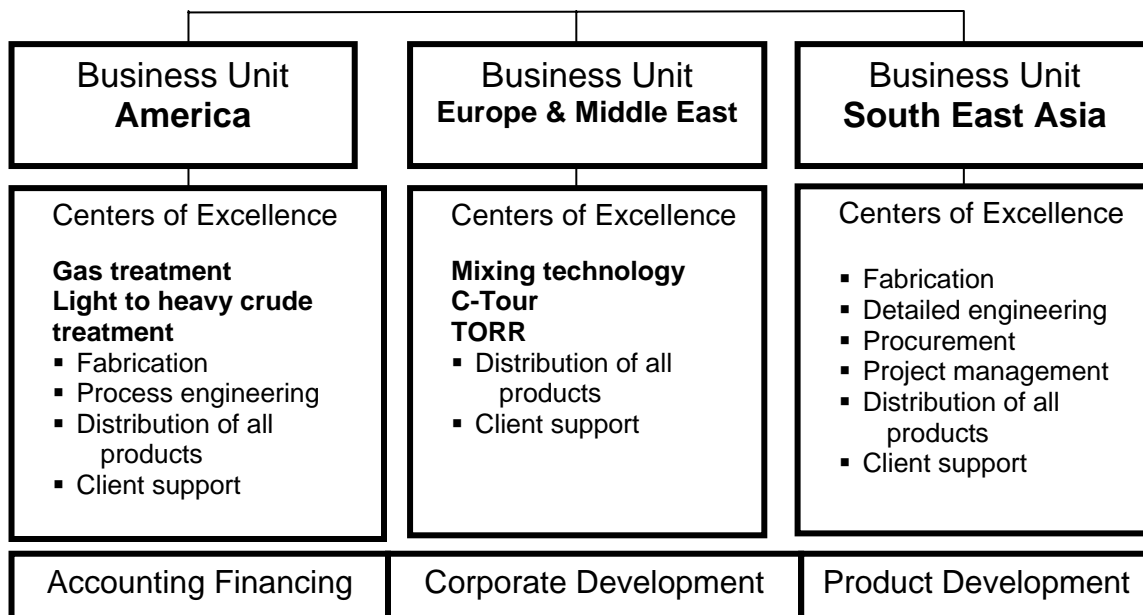 Business Unit
America
Business Unit
Europe & Middle East
Business Unit
South East Asia
Centers of Excellence
Gas treatment
Light to heavy crude
treatment
▪ Fabrication
▪ Process engineering
▪ Distribution of all
products
▪ Client support
Centers of Excellence
Mixing technology
C-Tour
TORR
▪ Distribution of all
products
▪ Client support
Centers of Excellence
▪ Fabrication
▪ Detailed engineering
▪ Procurement
▪ Project management
▪ Distribution of all
products
▪ Client support
Accounting Financing
Corporate Development
Product Development